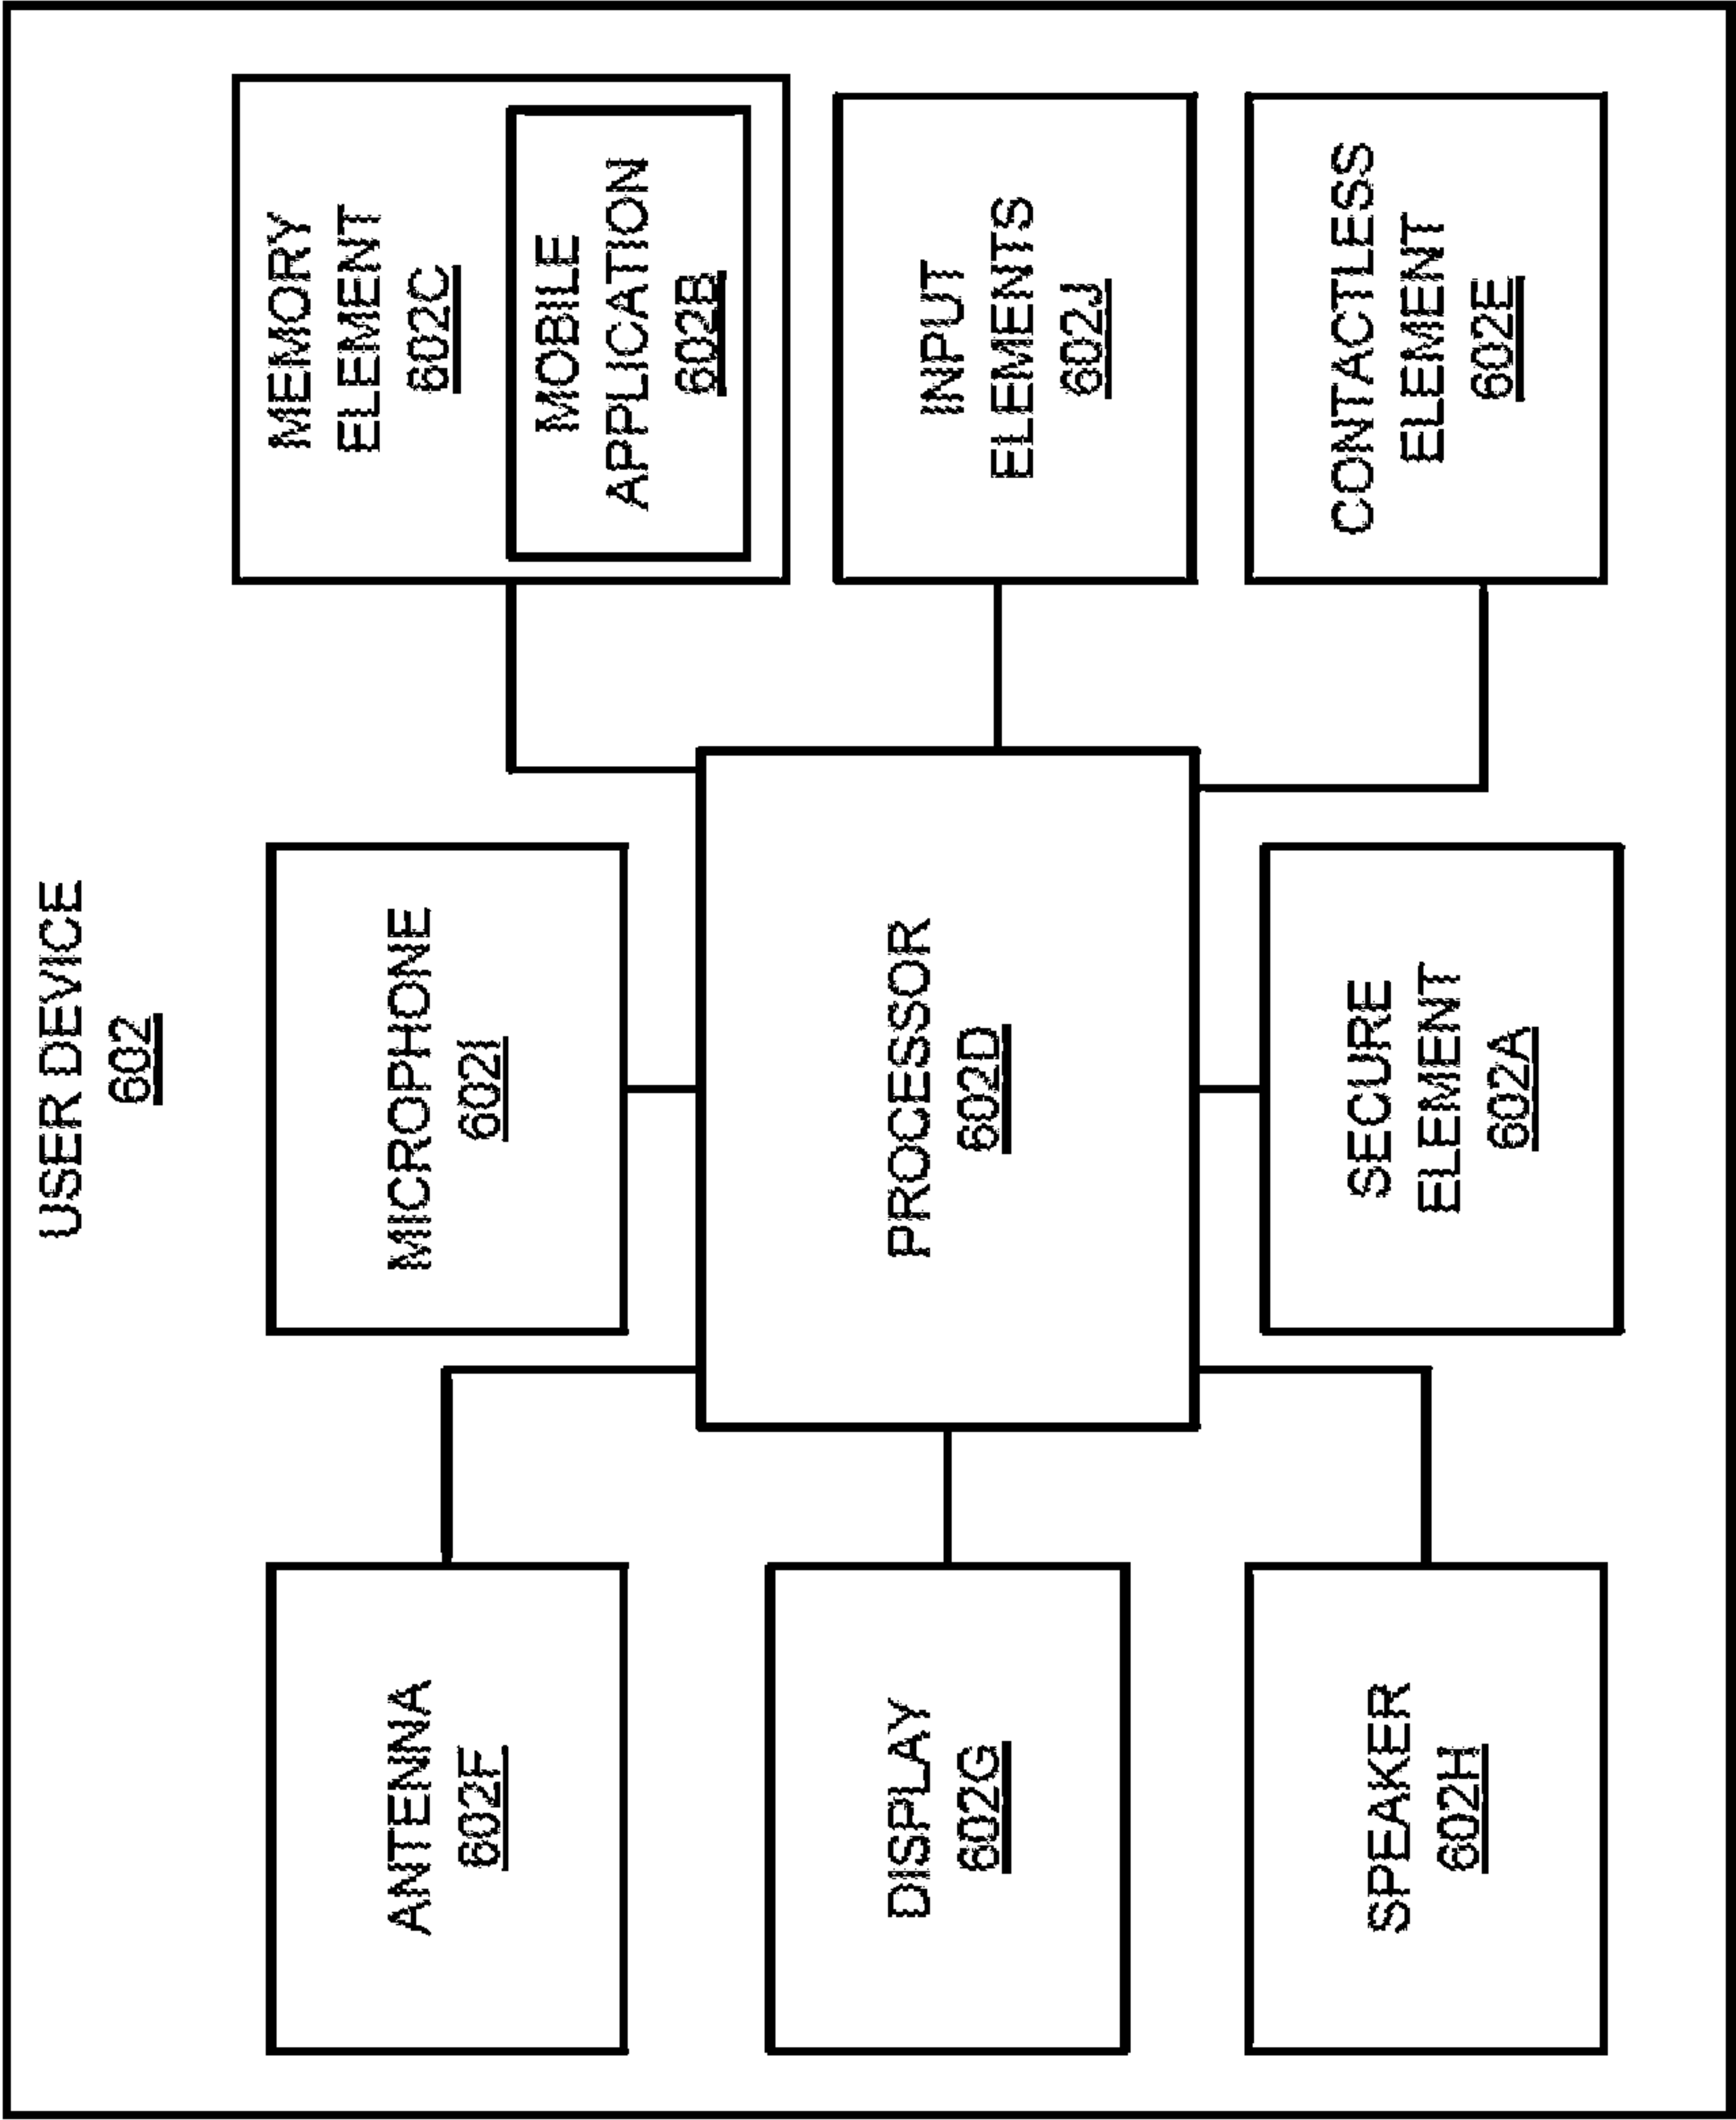 USER DEVICE
602
ANTENNA
602F
MICROPHONE
602I
MEMORY
ELEMENT
602C
MOBILE
APPLICATION
602B
DISPLAY
602G
PROCESSOR
602D
INPUT
ELEMENTS
602J
SPEAKER
602H
SECURE
ELEMENT
602A
CONTACTLESS
ELEMENT
602E